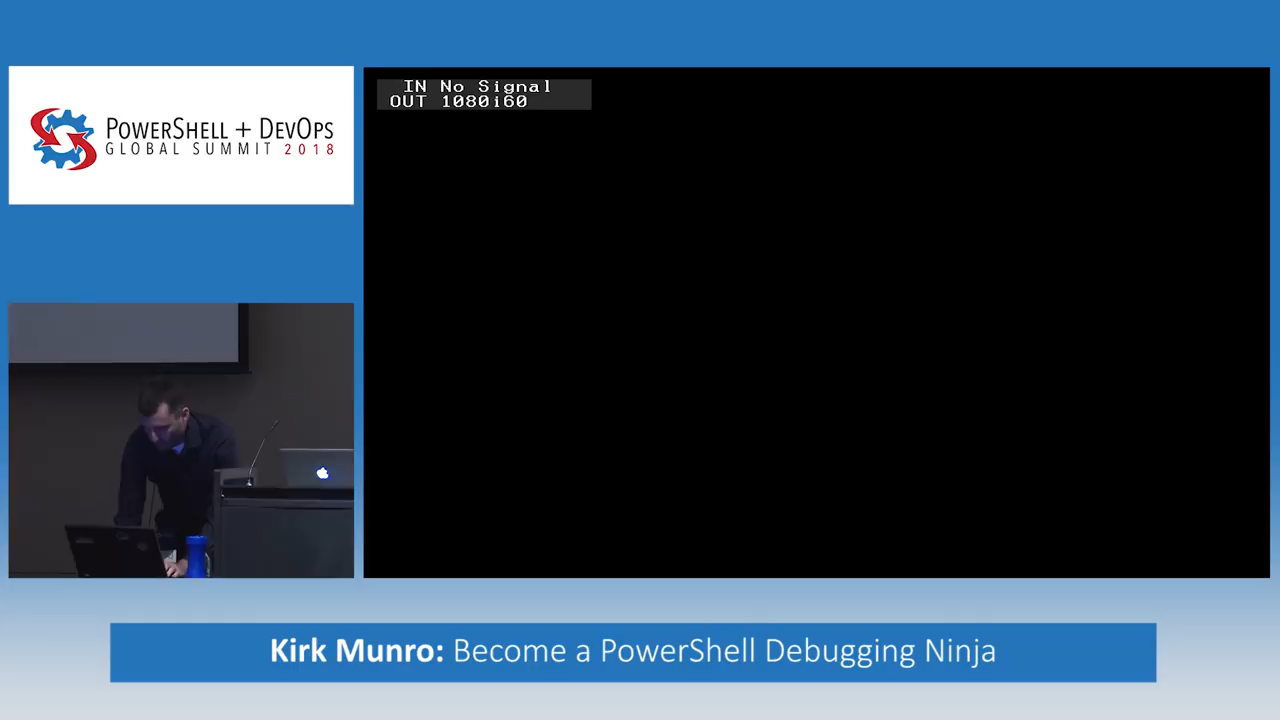 POWERSHELL + DEVOPS
GLOBAL SUMMIT 2018
IN No Signal
OUT 1080i60
Kirk Munro: Become a PowerShell Debugging Ninja